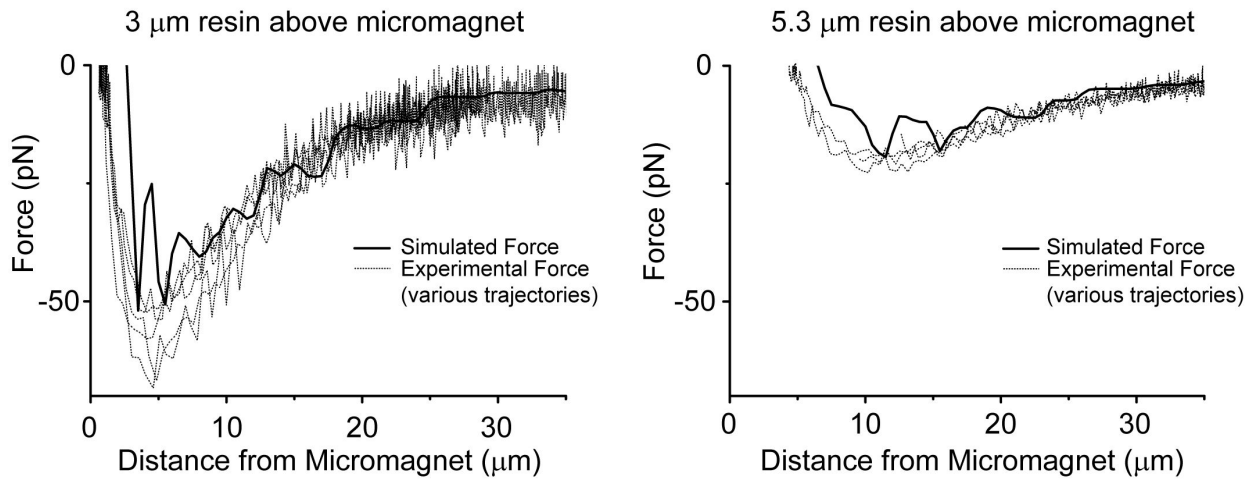 3 μm resin above micromagnet
0
-50
Force (pN)
Simulated Force
Experimental Force
(various trajectories)
0 10 20 30
Distance from Micromagnet (μm)
5.3 μm resin above micromagnet
0
-50
Force (pN)
Simulated Force
Experimental Force
(various trajectories)
0 10 20 30
Distance from Micromagnet (μm)